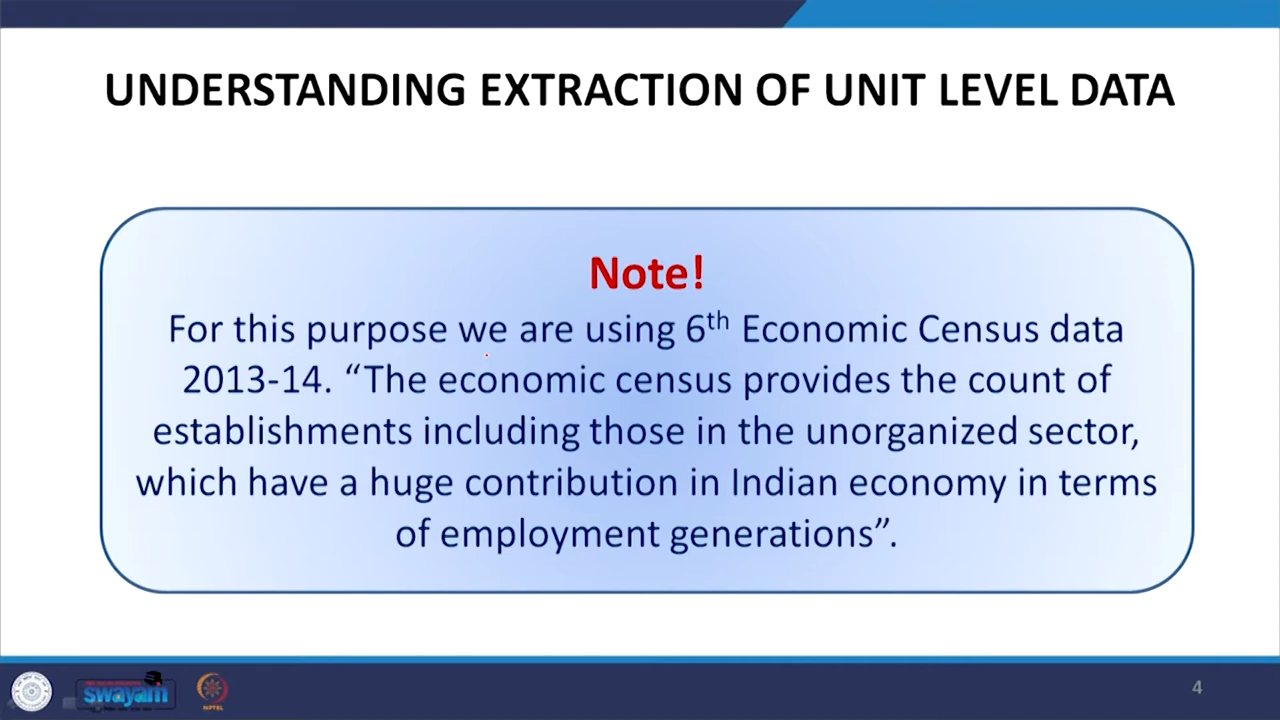 UNDERSTANDING EXTRACTION OF UNIT LEVEL DATA
Note!
For this purpose we are using 6th Economic Census data
2013-14. “The economic census provides the count of
establishments including those in the unorganized sector,
which have a huge contribution in Indian economy in terms
of employment generations”.
swayam
NPTEL
4